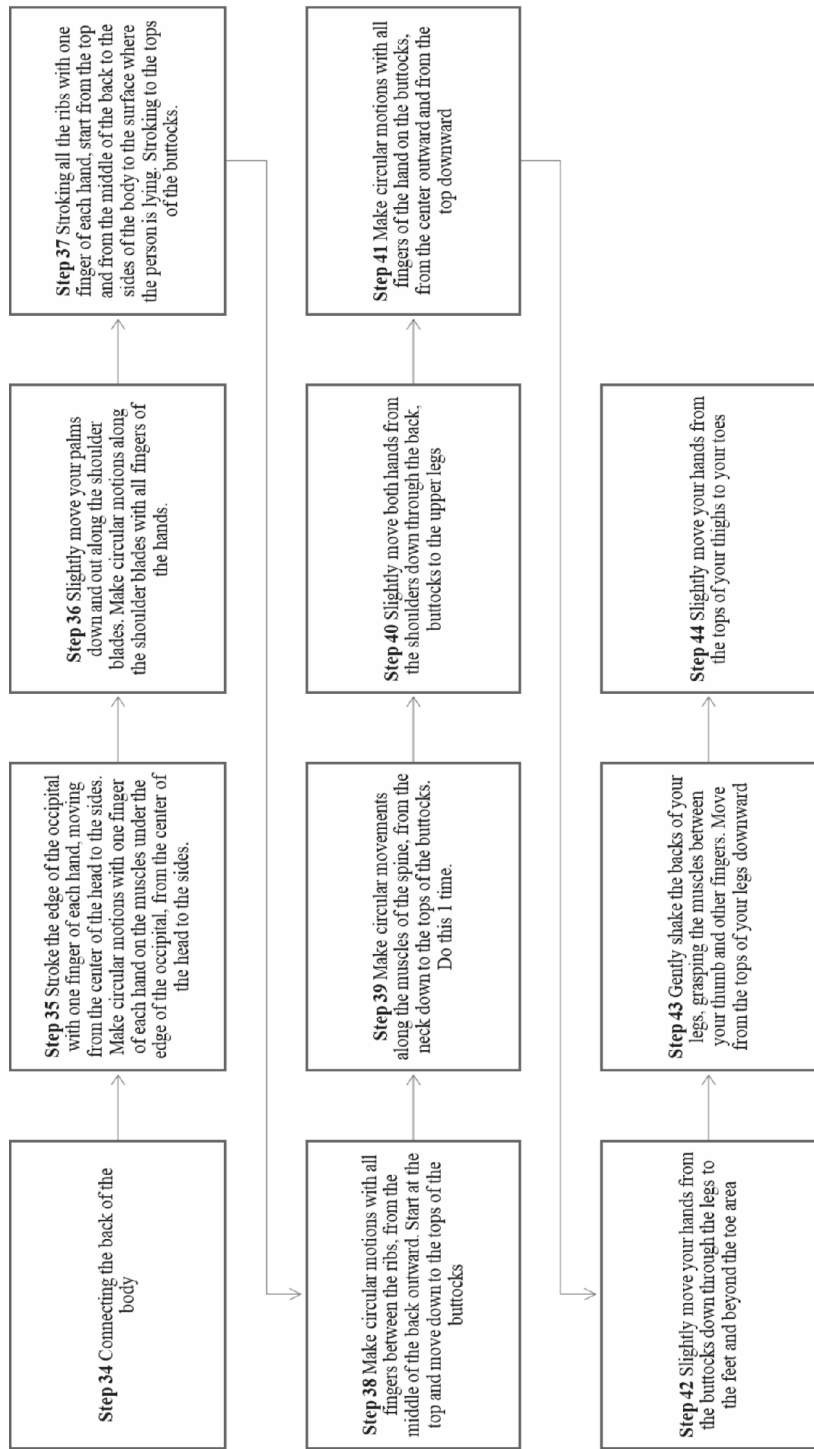 Step 34 Connecting the back of the
body
Step 35 Stroke the edge of the occipital
with one finger of each hand, moving
from the center of the head to the sides.
Make circular motions with one finger
of each hand on the muscles under the
edge of the occipital, from the center of
the head to the sides.
Step 36 Slightly move your palms
down and out along the shoulder
blades. Make circular motions along
the shoulder blades with all fingers of
the hands.
Step 37 Stroking all the ribs with one
finger of each hand, start from the top
and from the middle of the back to the
sides of the body to the surface where
the person is lying. Stroking to the tops
of the buttocks.
Step 38 Make circular motions with all
fingers between the ribs, from the
middle of the back outward. Start at the
top and move down to the tops of the
buttocks
Step 39 Make circular movements
along the muscles of the spine, from the
neck down to the tops of the buttocks.
Do this 1 time.
Step 40 Slightly move both hands from
the shoulders down through the back,
buttocks to the upper legs
Step 41 Make circular motions with all
fingers of the hand on the buttocks,
from the center outward and from the
top downward
Step 42 Slightly move your hands from
the buttocks down through the legs to
the feet and beyond the toe area
Step 43 Gently shake the backs of your
legs, grasping the muscles between
your thumb and other fingers. Move
from the tops of your legs downward
Step 44 Slightly move your hands from
the tops of your thighs to your toes